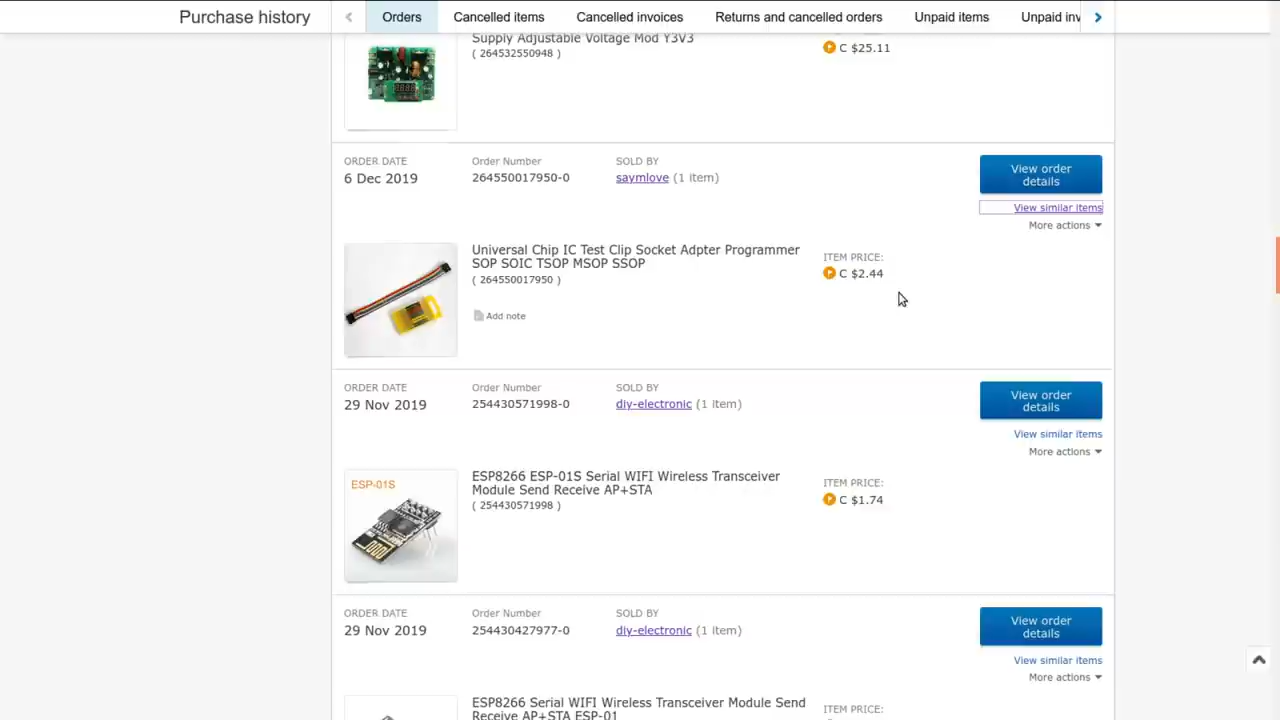 Purchase history
Orders
Cancelled items
Cancelled invoices
Returns and cancelled orders
Unpaid items
Unpaid inv
Supply Adjustable Voltage Mod Y3V3
( 264532550948 )
C $25.11
ORDER DATE
6 Dec 2019
Order Number
264550017950-0
SOLD BY
saymlove (1 item)
View order
details
View similar items
More actions
Universal Chip IC Test Clip Socket Adpter Programmer
SOP SOIC TSOP MSOP SSOP
( 264550017950 )
Add note
ITEM PRICE:
P C $2.44
ORDER DATE
29 Nov 2019
Order Number
254430571998-0
SOLD BY
diy-electronic (1 item)
View order
details
View similar items
More actions
ESP-01S
ESP8266 ESP-01S Serial WIFI Wireless Transceiver
Module Send Receive AP+STA
( 254430571998 )
ITEM PRICE:
P C $1.74
ORDER DATE
29 Nov 2019
Order Number
254430427977-0
SOLD BY
diy-electronic (1 item)
View order
details
View similar items
More actions
ESP8266 Serial WIFI Wireless Transceiver Module Send
Receive AP+STA ESP-01
ITEM PRICE: